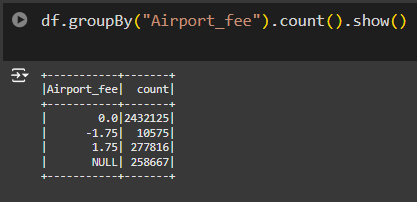 df.groupBy("Airport_fee").count().show()
+-----------+-------+
|Airport_fee|  count|
+-----------+-------+
|        0.0|2432125|
|      -1.75|  10575|
|       1.75| 277816|
|       NULL| 258667|
+-----------+-------+